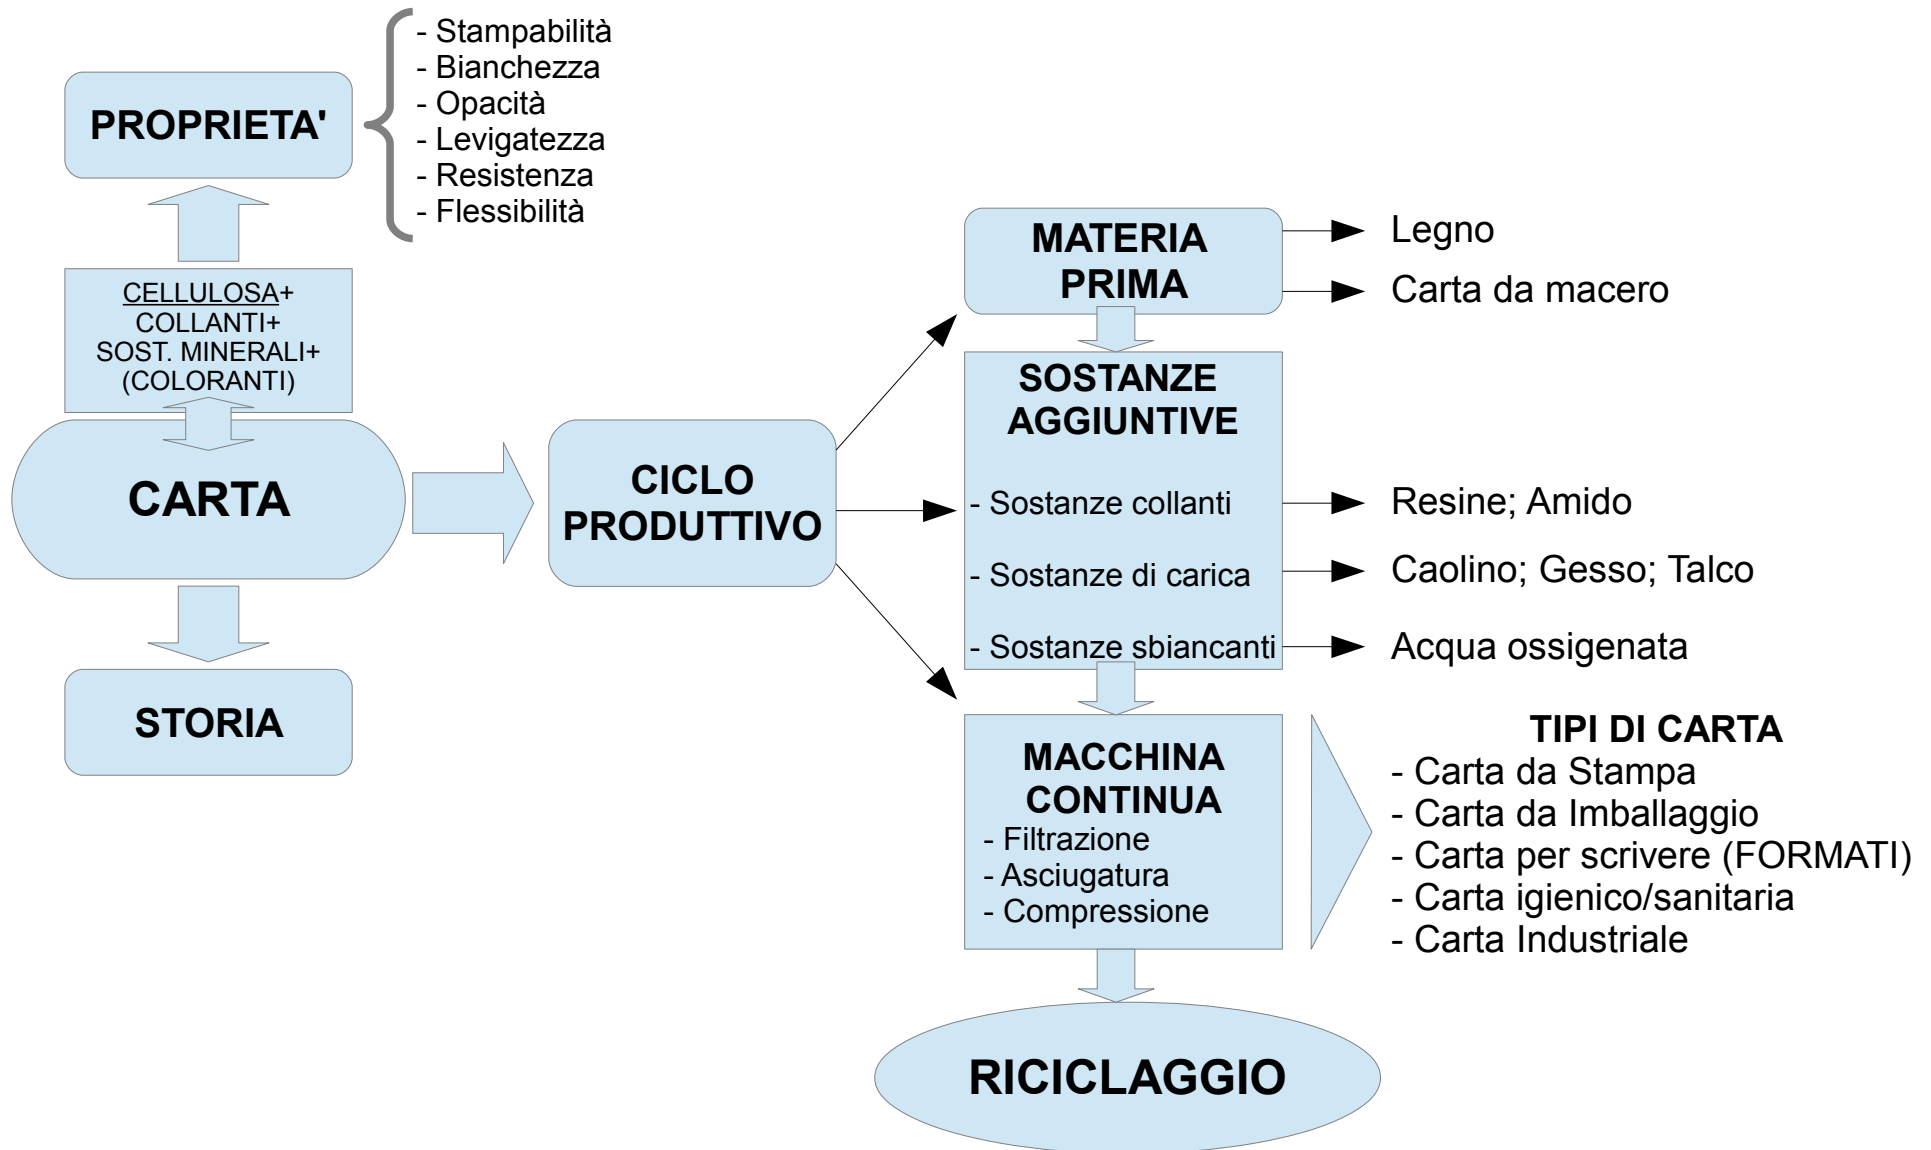 PROPRIETA'
- Stampabilità
- Bianchezza
- Opacità
- Levigatezza
- Resistenza
- Flessibilità
CELLULOSA+
COLLANTI+
SOST. MINERALI+
(COLORANTI)
CARTA
STORIA
CICLO
PRODUTTIVO
MATERIA
PRIMA
Legno
Carta da macero
SOSTANZE
AGGIUNTIVE
- Sostanze collanti
Resine; Amido
- Sostanze di carica
Caolino; Gesso; Talco
- Sostanze sbiancanti
Acqua ossigenata
MACCHINA
CONTINUA
- Filtrazione
- Asciugatura
- Compressione
TIPI DI CARTA
- Carta da Stampa
- Carta da Imballaggio
- Carta per scrivere (FORMATI)
- Carta igienico/sanitaria
- Carta Industriale
RICICLAGGIO